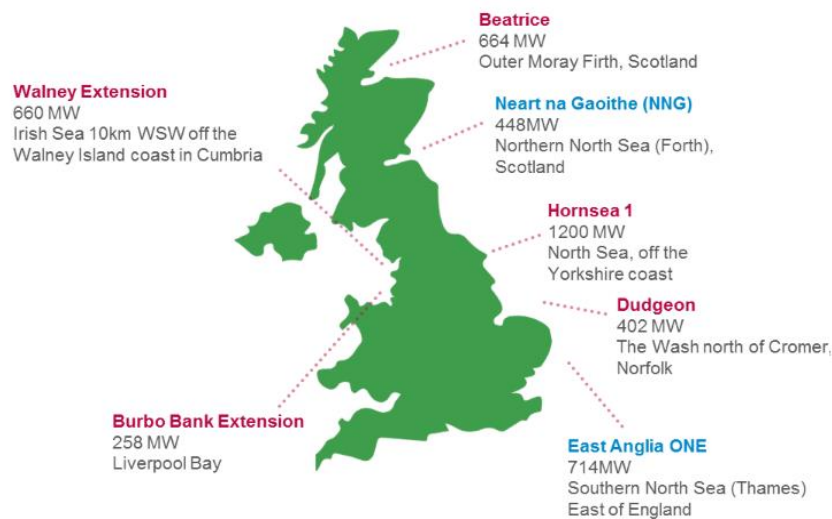 Beatrice
664 MW
Outer Moray Firth, Scotland
Walney Extension
660 MW
Irish Sea 10km WSW off the
Walney Island coast in Cumbria
Neart na Gaoithe (NNG)
448MW
Northern North Sea (Forth),
Scotland
Hornsea 1
1200 MW
North Sea, off the
Yorkshire coast
Dudgeon
402 MW
The Wash north of Cromer,
Norfolk
Burbo Bank Extension
258 MW
Liverpool Bay
East Anglia ONE
714MW
Southern North Sea (Thames)
East of England